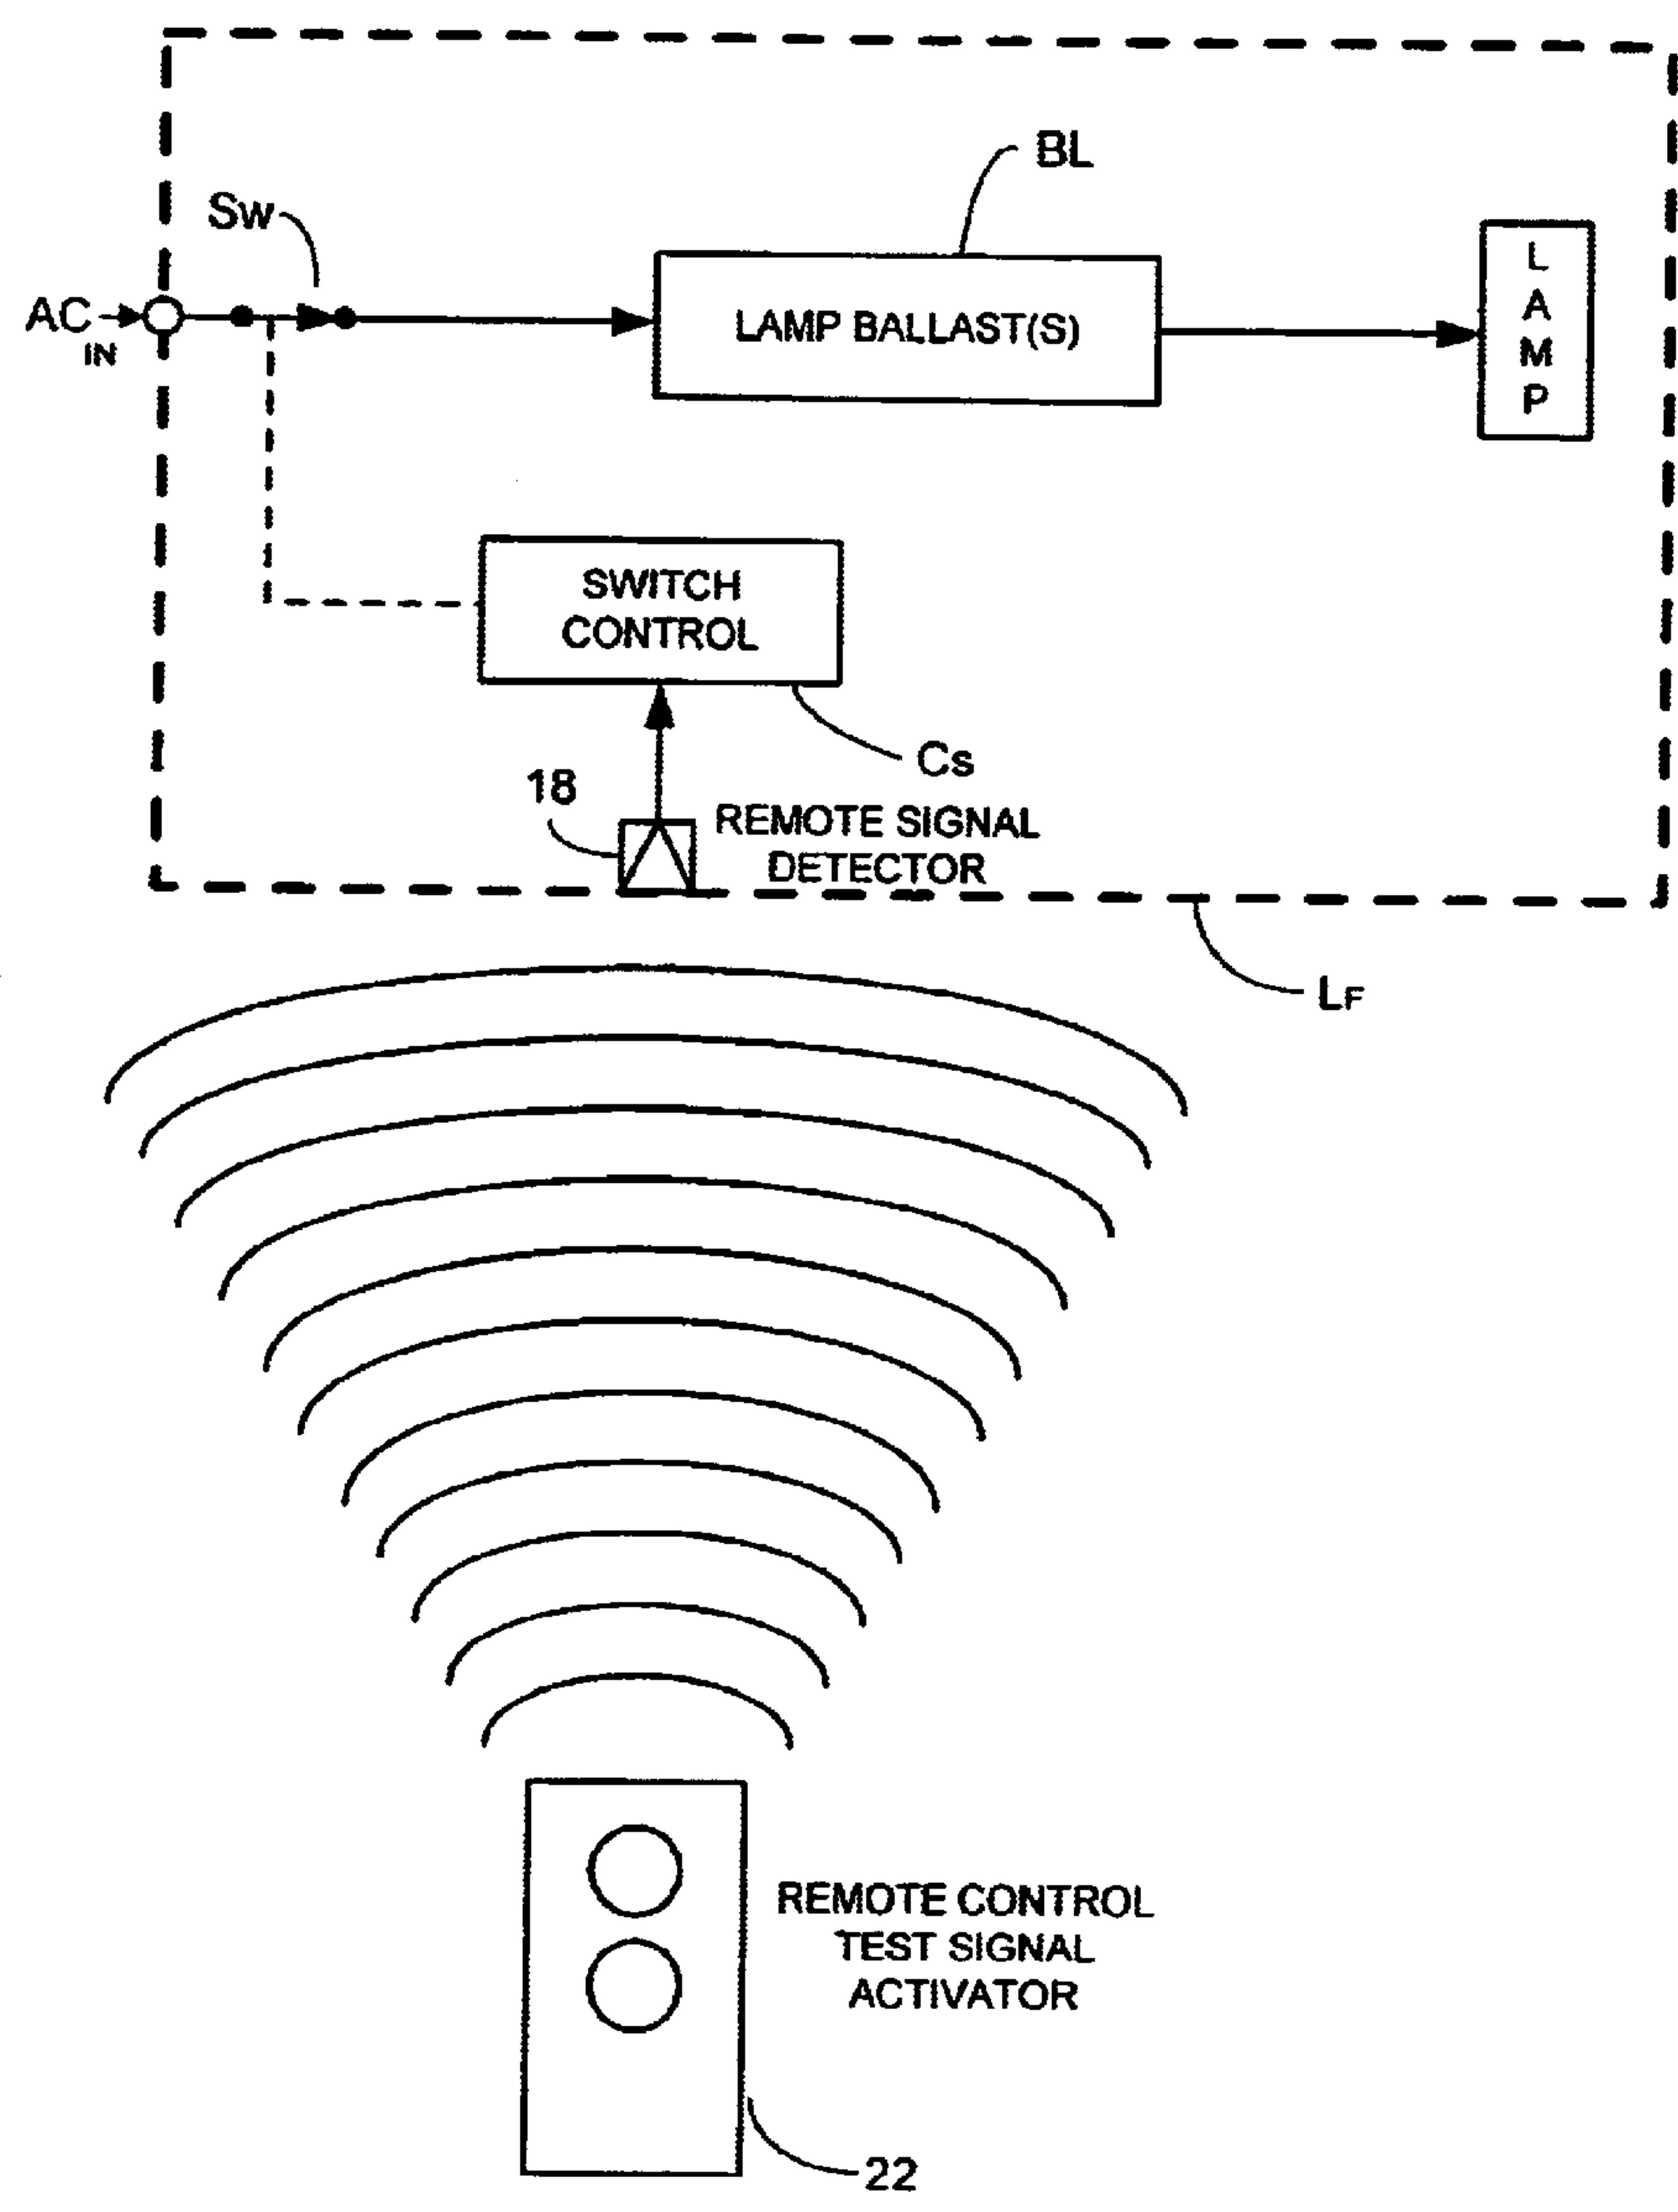 BL
Sw
AC
IN
LAMP BALLAST(S)
L
A
M
P
SWITCH
CONTROL
Cs
18
REMOTE SIGNAL
DETECTOR
LF
REMOTE CONTROL
TEST SIGNAL
ACTIVATOR
22